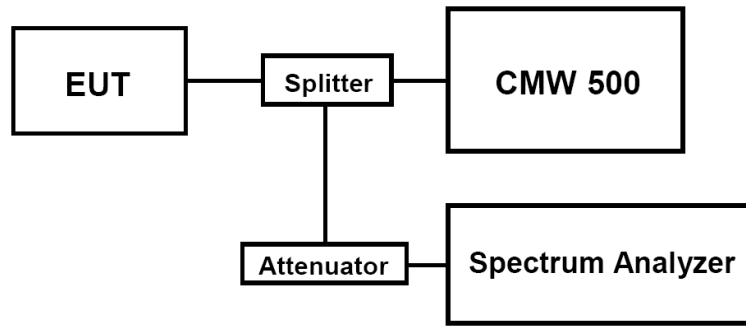 EUT
Splitter
CMW 500
Attenuator
Spectrum Analyzer